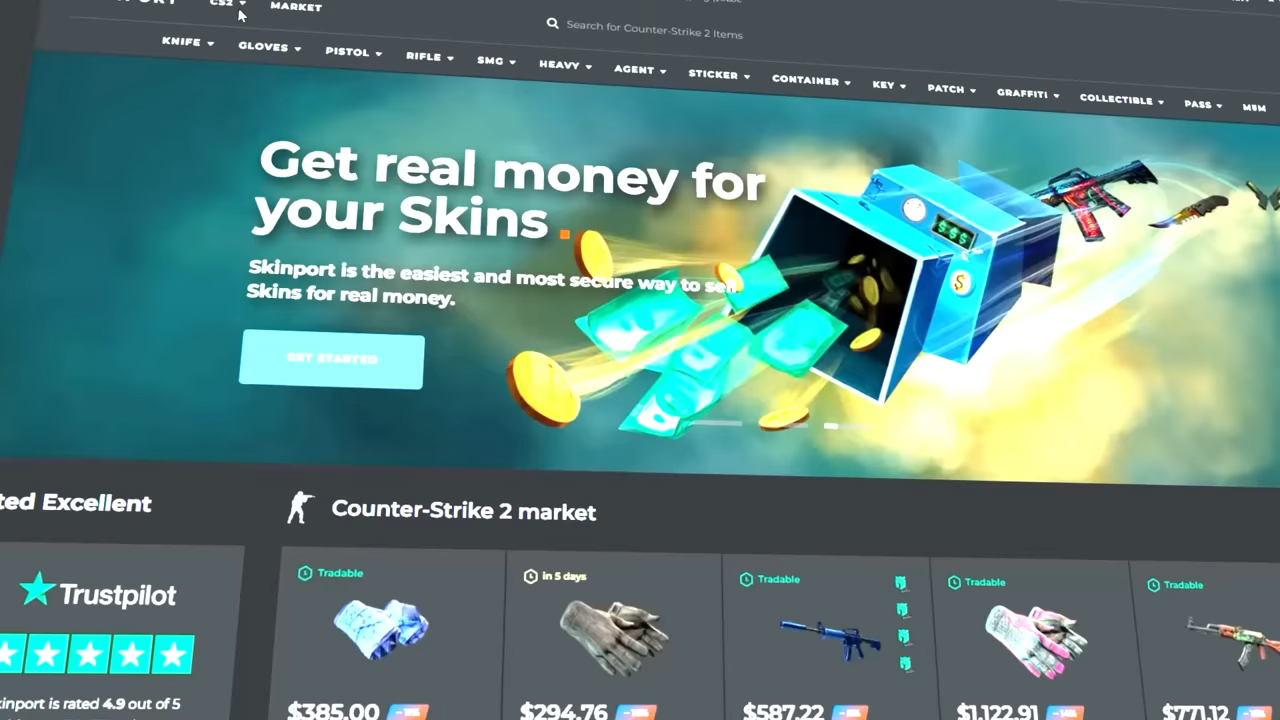 CS2
MARKET
Search for Counter-Strike 2 Items
KNIFE
GLOVES
PISTOL
RIFLE
SMG
HEAVY
AGENT
STICKER
CONTAINER
KEY
PATCH
GRAFFITI
COLLECTIBLE
PASS
Get real money for
your Skins.
Skinport is the easiest and most secure way to sell
Skins for real money.
GET STARTED
$$$
$
ted Excellent
Counter-Strike 2 market
Trustpilot
kinport is rated 4.9 out of 5
Tradable
in 5 days
Tradable
Tradable
Tradable
$385.00
$294.76
$587.22
$1,122.91
$771.12